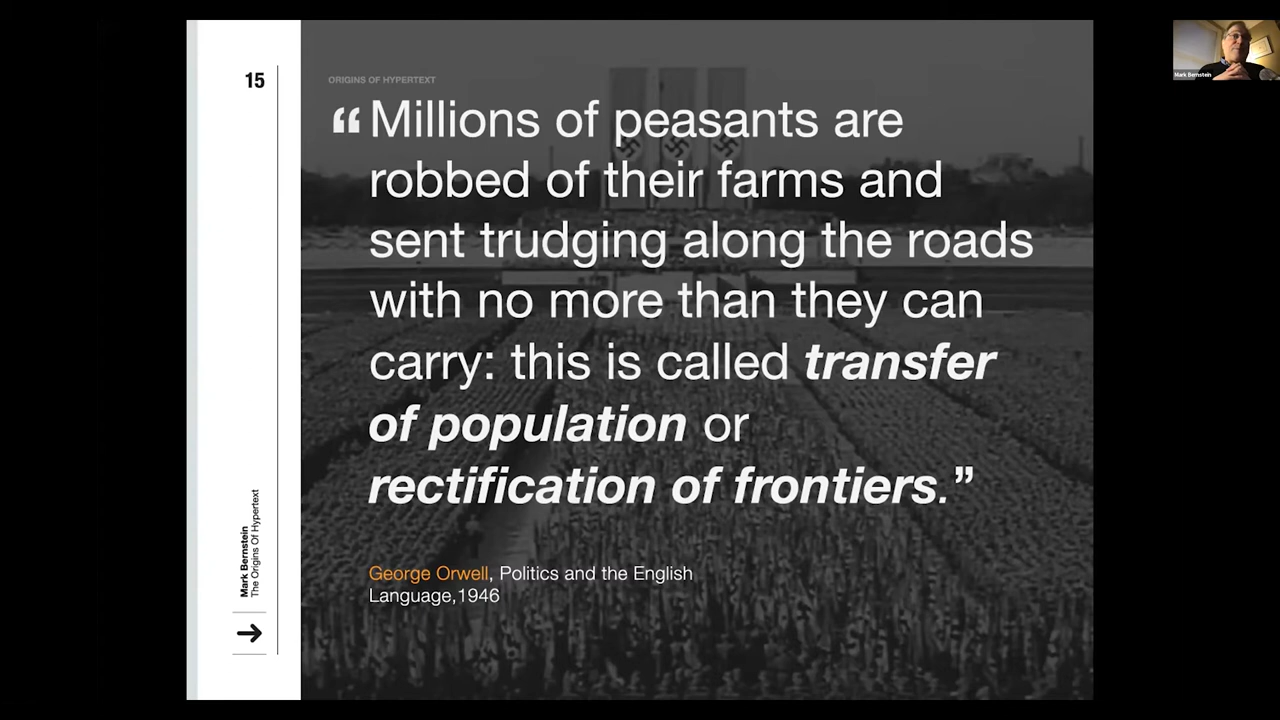 15
ORIGINS OF HYPERTEXT
“Millions of peasants are
robbed of their farms and
sent trudging along the roads
with no more than they can
carry: this is called transfer
of population or
rectification of frontiers.”
George Orwell, Politics and the English
Language,1946
Mark Bernstein
The Origins Of Hypertext
Mark Bernstein